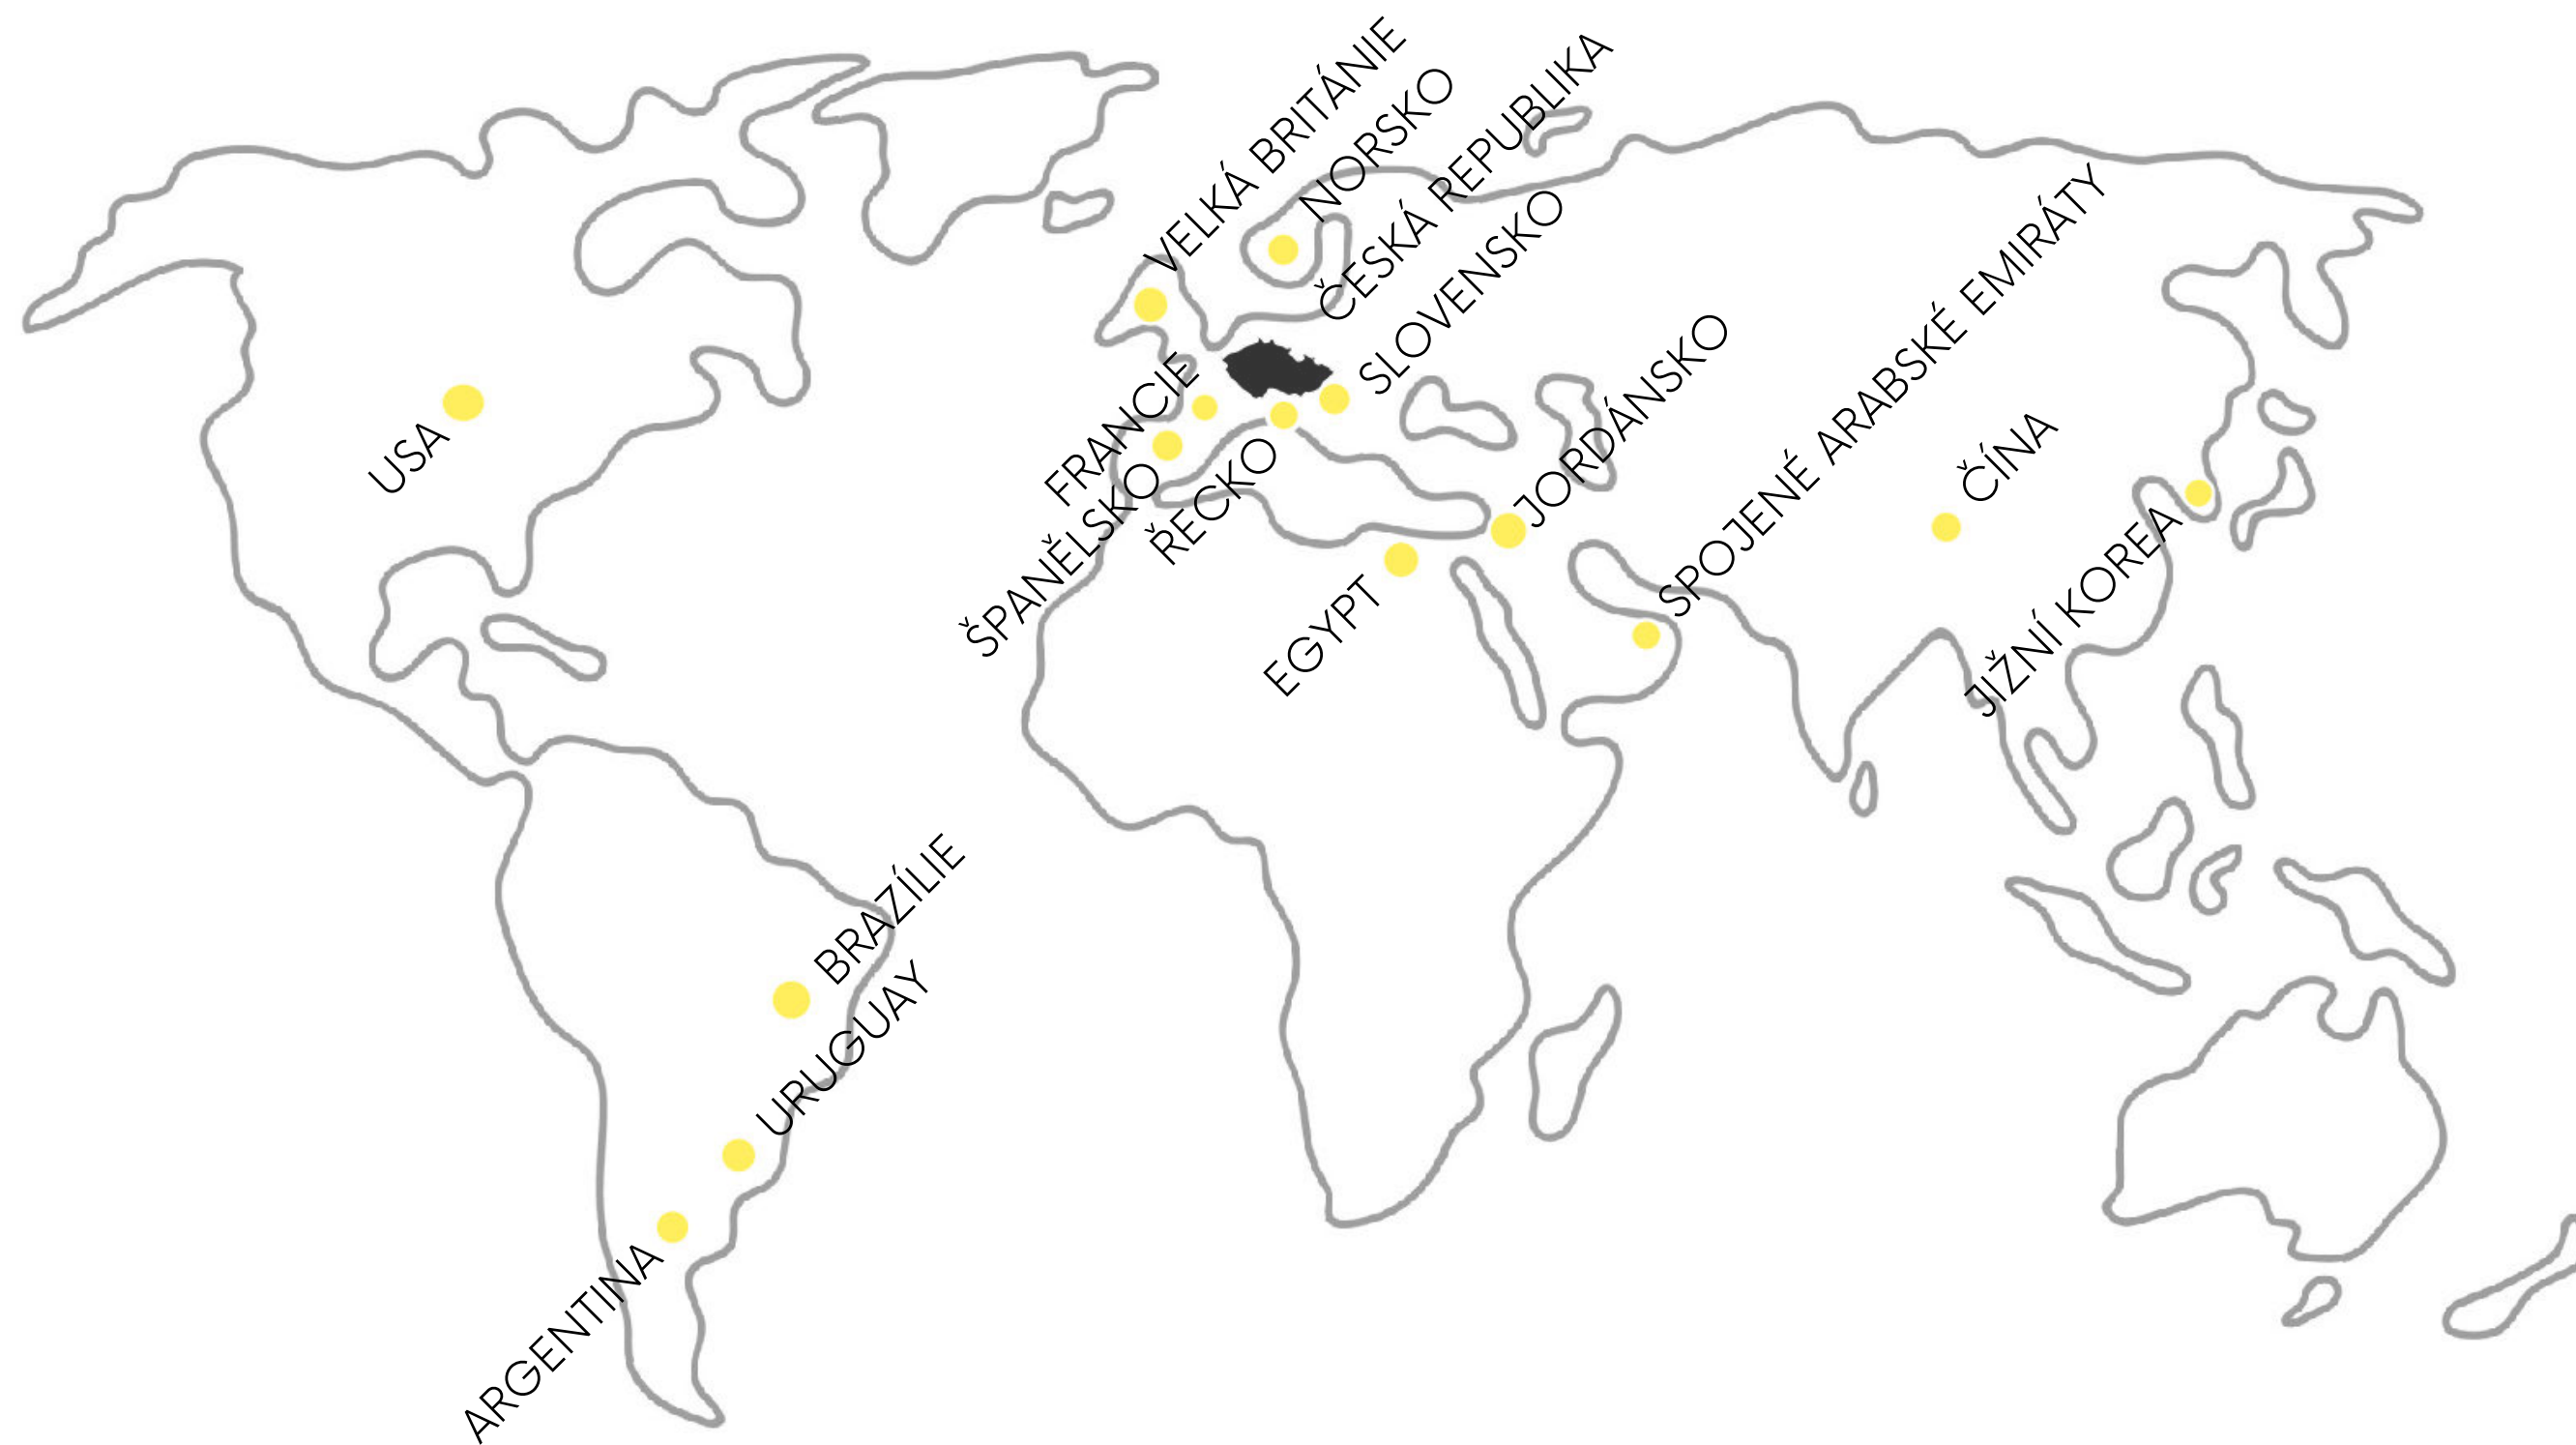 VELKÁ BRITÁNIE
NORSKO
ČESKÁ REPUBLIKA
SLOVENSKO
USA
FRANCIE
ŠPANĚLSKO
ŘECKO
JORDÁNSKO
EGYPT
SPOJENÉ ARABSKÉ EMIRÁTY
ČÍNA
JIŽNÍ KOREA
BRAZÍLIE
URUGUAY
ARGENTINA